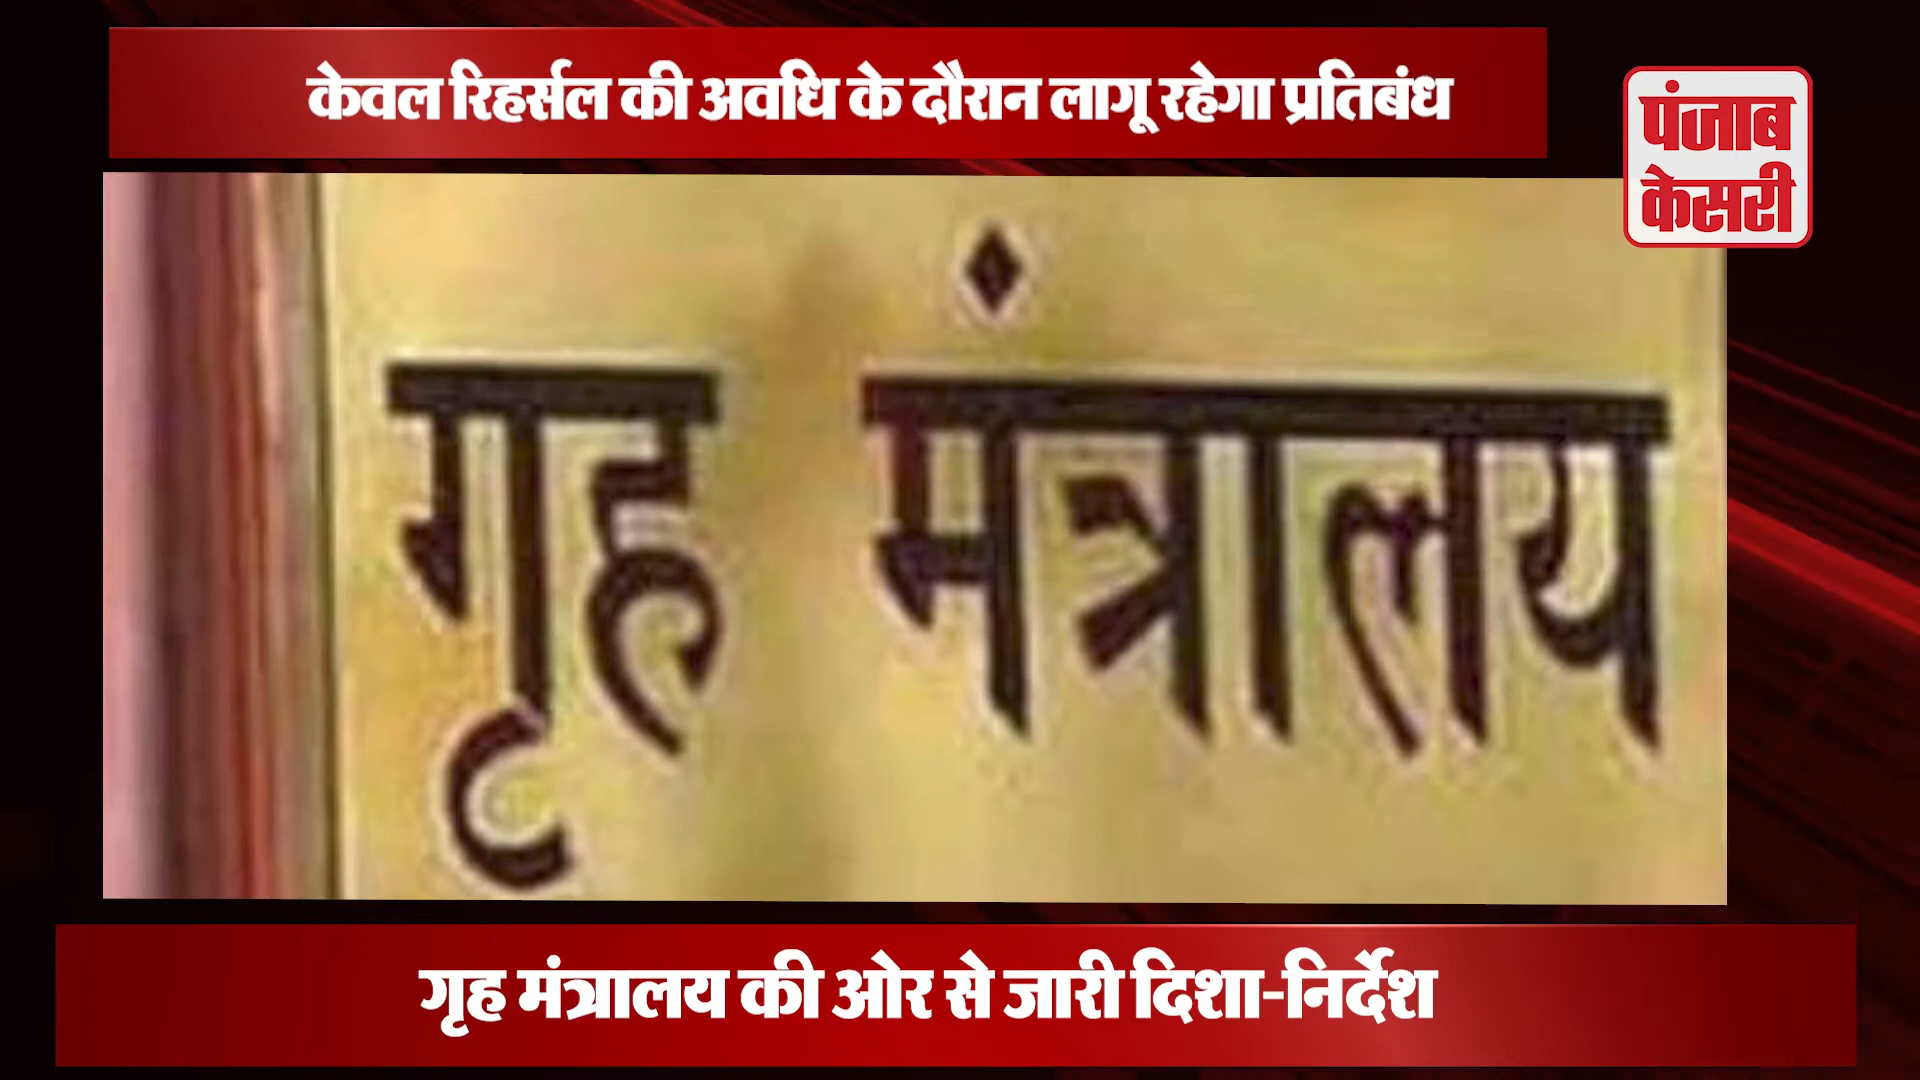 केवल रिहर्सल की अवधि के दौरान लागू रहेगा प्रतिबंध
पंजाब
केसरी
गृह मंत्रालय
गृह मंत्रालय की ओर से जारी दिशा-निर्देश